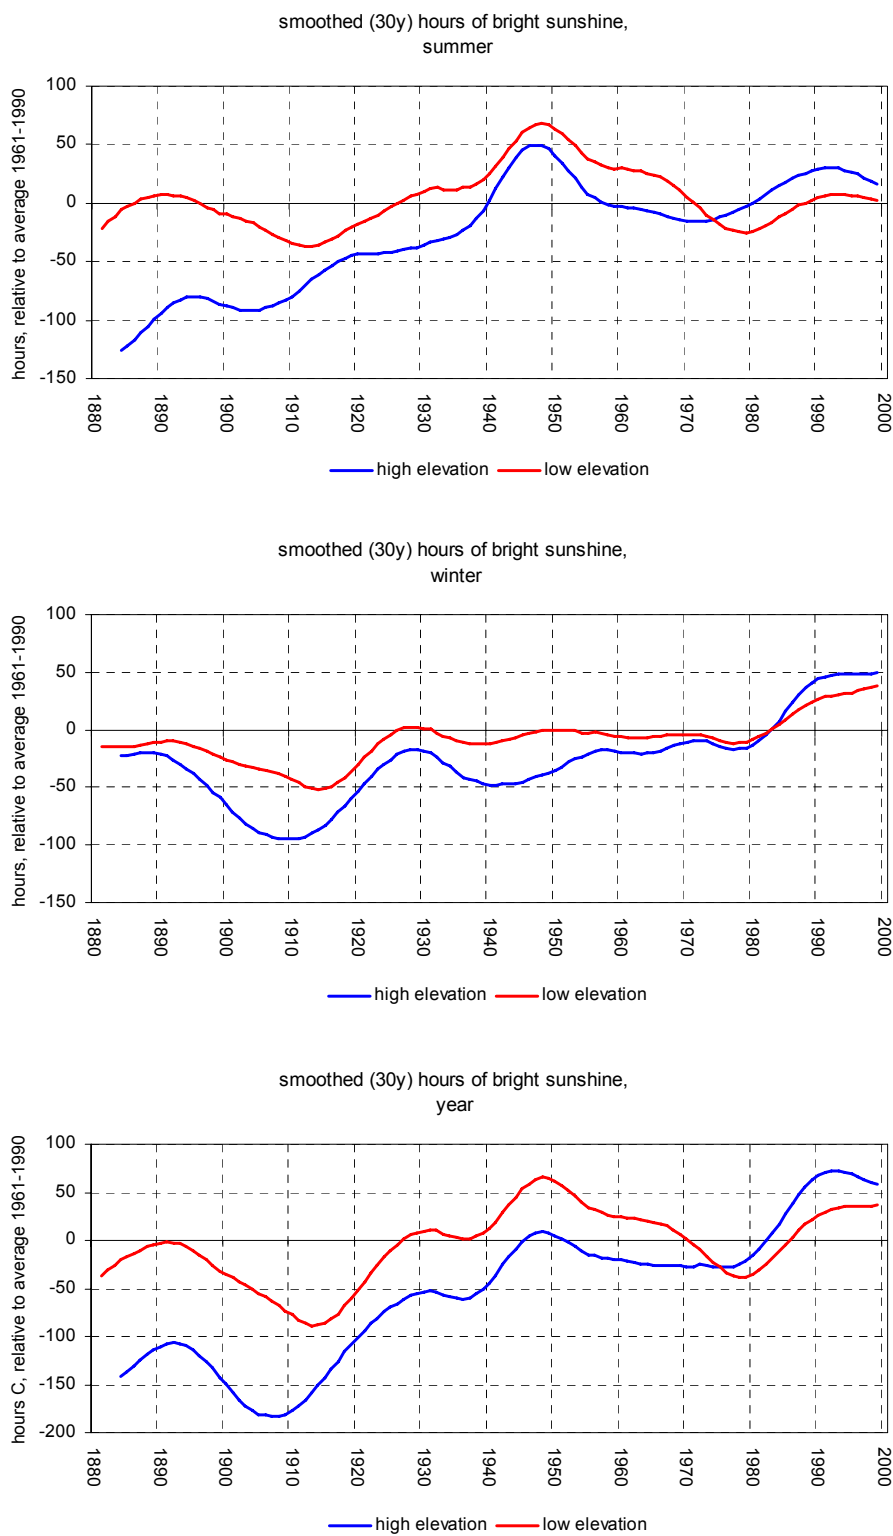 smoothed (30y) hours of bright sunshine,
summer
hours, relative to average 1961-1990
100
50
0
-50
-100
-150
1880 1890 1900 1910 1920 1930 1940 1950 1960 1970 1980 1990 2000
high elevation low elevation
smoothed (30y) hours of bright sunshine,
winter
hours, relative to average 1961-1990
100
50
0
-50
-100
-150
1880 1890 1900 1910 1920 1930 1940 1950 1960 1970 1980 1990 2000
high elevation low elevation
smoothed (30y) hours of bright sunshine,
year
hours C, relative to average 1961-1990
100
50
0
-50
-100
-150
-200
1880 1890 1900 1910 1920 1930 1940 1950 1960 1970 1980 1990 2000
high elevation low elevation